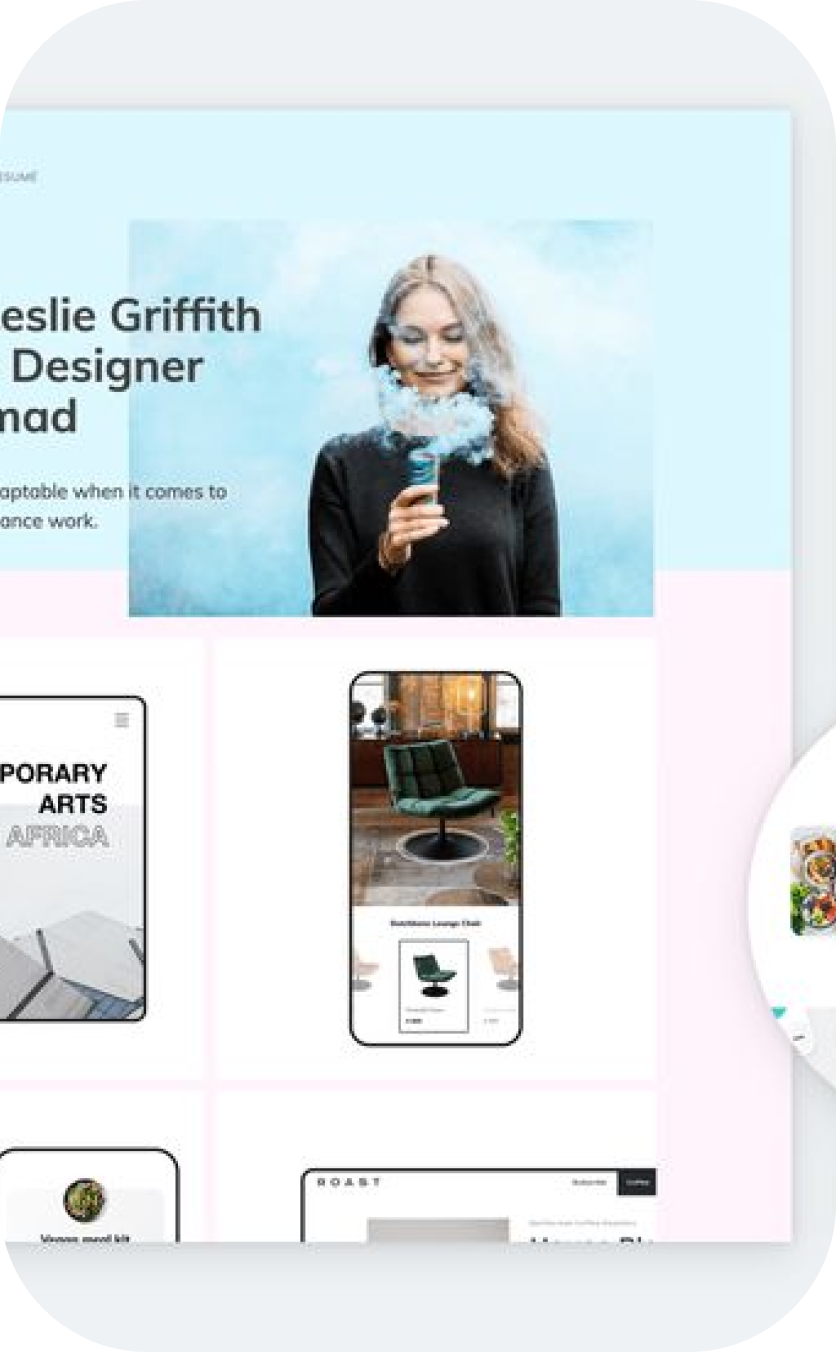 ESUMÉ
eslie Griffith
Designer
mad
aptable when it comes to
ance work.
PORARY
ARTS
AFRICA
Dutchbone Lounge Chair
ROAST
Subscribe
Coffee
Vegan meal kit